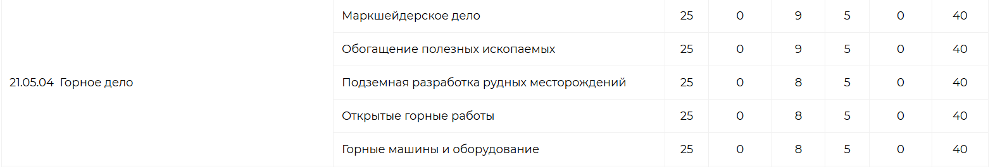 Маркшейдерское дело 25 0 9 5 0 40
Обогащение полезных ископаемых 25 0 9 5 0 40
21.05.04 Горное дело Подземная разработка рудных месторождений 25 0 8 5 0 40
Открытые горные работы 25 0 8 5 0 40
Горные машины и оборудование 25 0 8 5 0 40